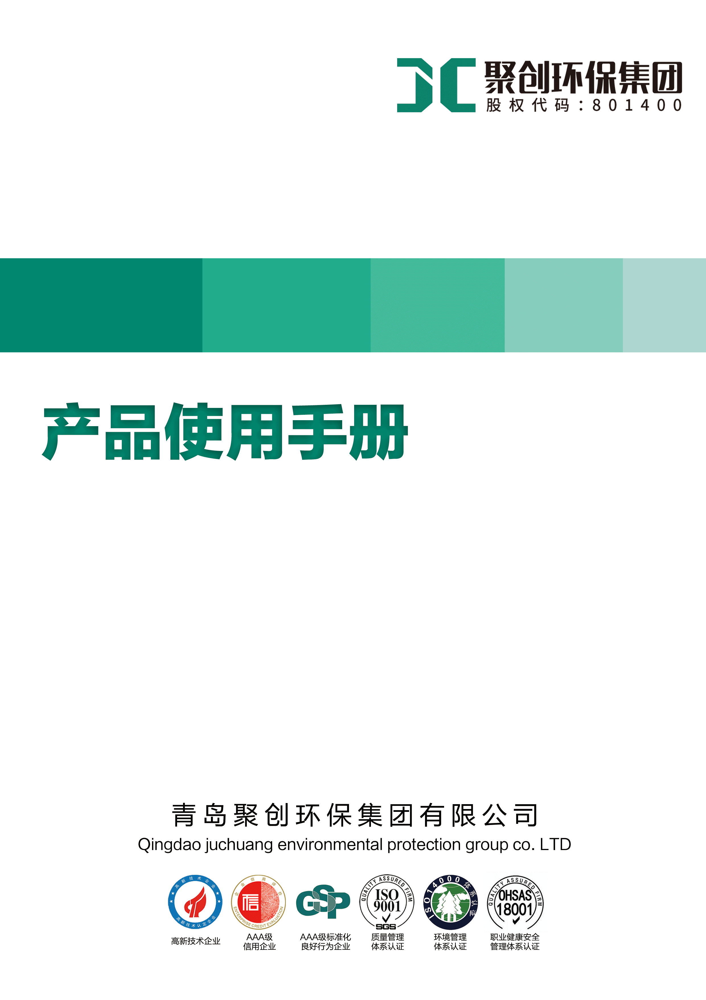 聚创环保集团
股权代码:801400
产品使用手册
青岛聚创环保集团有限公司
Qingdao juchuang environmental protection group co. LTD
高新技术企业
高新技术认定企业
企业信用评价
信
ENTERPRISE CREDIT EVALUATION
GSP
QUALITY ASSURED FIRM
ISO
9001
SGS
ISO14000体系认证
QUALITY ASSURED FIRM
OHSAS
18001
高新技术企业
AAA级
信用企业
AAA级标准化
良好行为企业
质量管理
体系认证
环境管理
体系认证
职业健康安全
管理体系认证